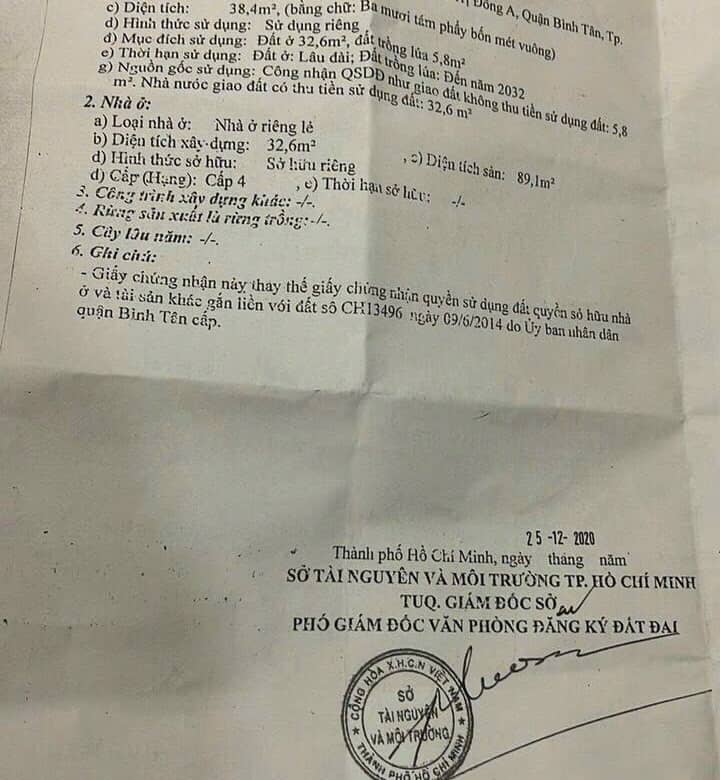 Đông A, Quận Bình Tân, Tp.
c) Diện tích: 38,4m², (bằng chữ: Ba mươi tám phẩy bốn mét vuông)
d) Hình thức sử dụng: Sử dụng riêng
đ) Mục đích sử dụng: Đất ở 32,6m², đất trồng lúa 5,8m²
e) Thời hạn sử dụng: Đất ở: Lâu dài; Đất trồng lúa: Đến năm 2032
g) Nguồn gốc sử dụng: Công nhận QSDĐ như giao đất không thu tiền sử dụng đất: 5,8
m². Nhà nước giao đất có thu tiền sử dụng đất: 32,6 m²
2. Nhà ở:
a) Loại nhà ở: Nhà ở riêng lẻ
b) Diện tích xây dựng: 32,6m² , c) Diện tích sàn: 89,1m²
d) Hình thức sở hữu: Sở hữu riêng
đ) Cấp (Hạng): Cấp 4 , e) Thời hạn sở hữu: -/-
3. Công trình xây dựng khác: -/-.
4. Rừng sản xuất là rừng trồng: -/-.
5. Cây lâu năm: -/-.
6. Ghi chú:
- Giấy chứng nhận này thay thế giấy chứng nhận quyền sử dụng đất quyền sở hữu nhà
ở và tài sản khác gắn liền với đất số CH13496 ngày 09/6/2014 do Ủy ban nhân dân
quận Bình Tên cấp.
25 -12- 2020
Thành phố Hồ Chí Minh, ngày tháng năm
SỞ TÀI NGUYÊN VÀ MÔI TRƯỜNG TP. HỒ CHÍ MINH
TUQ. GIÁM ĐỐC SỞ
PHÓ GIÁM ĐỐC VĂN PHÒNG ĐĂNG KÝ ĐẤT ĐAI
CỘNG HÒA X.H.C.N VIỆT NAM
SỞ
TÀI NGUYÊN
VÀ MÔI TRƯỜNG
THÀNH PHỐ HỒ CHÍ MINH